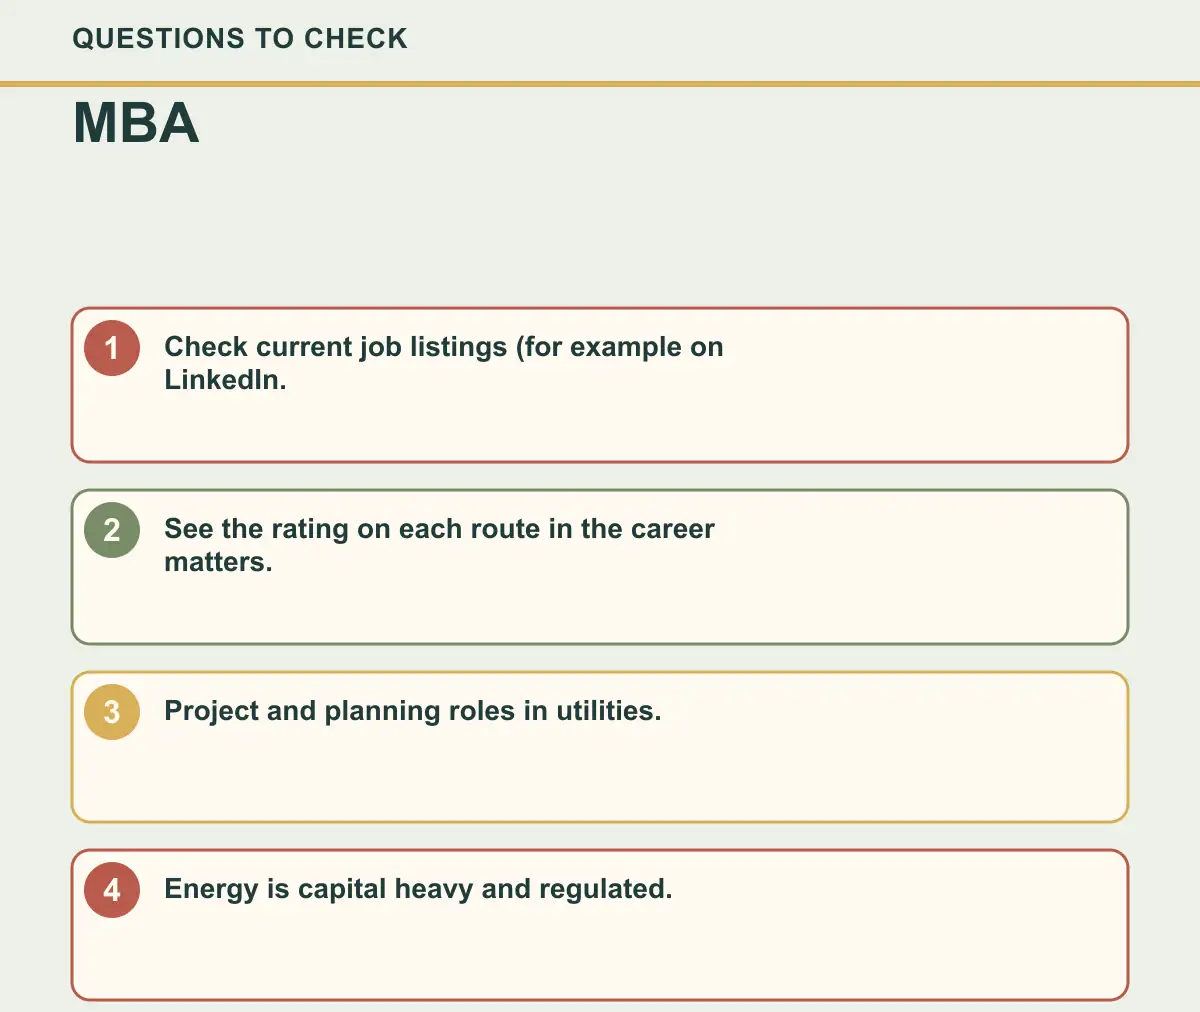 QUESTIONS TO CHECK
MBA
1
Check current job listings (for example on
LinkedIn.
2
See the rating on each route in the career
matters.
3
Project and planning roles in utilities.
4
Energy is capital heavy and regulated.